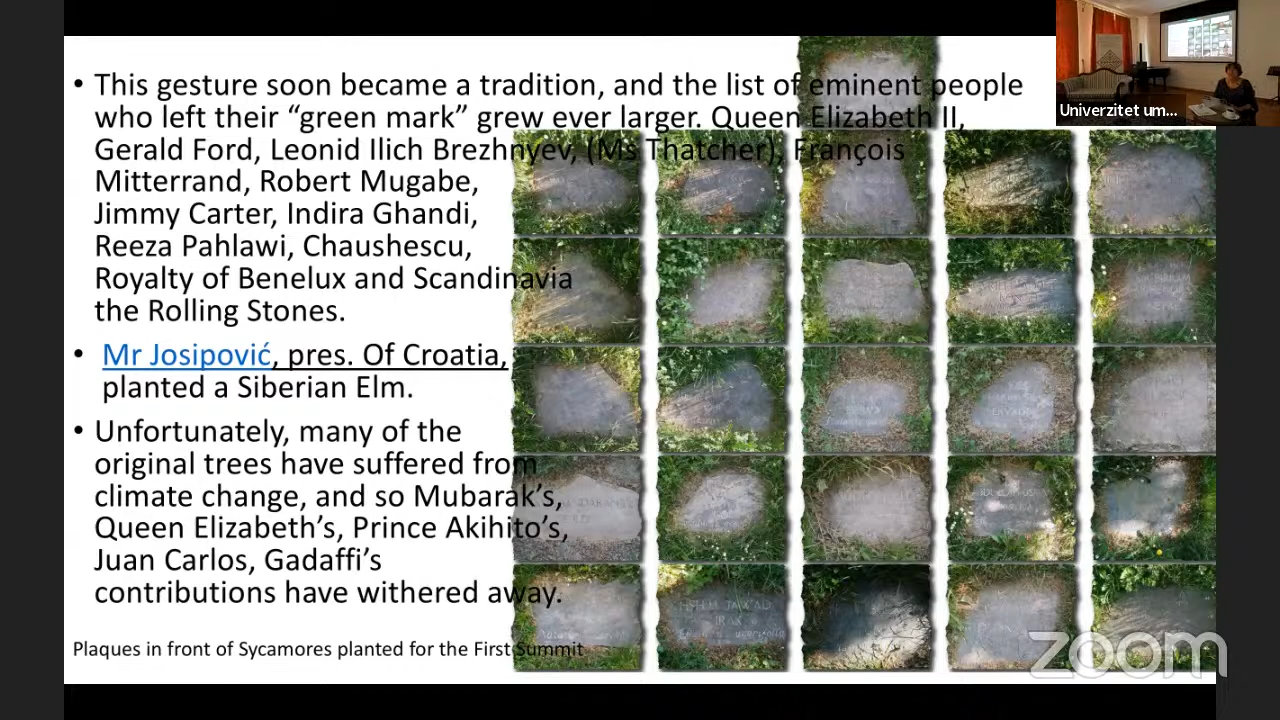 • This gesture soon became a tradition, and the list of eminent people
who left their “green mark” grew ever larger. Queen Elizabeth II,
Gerald Ford, Leonid Ilich Brezhnyev, (Ms Thatcher), François
Mitterrand, Robert Mugabe,
Jimmy Carter, Indira Ghandi,
Reeza Pahlawi, Chaushescu,
Royalty of Benelux and Scandinavia
the Rolling Stones.
• Mr Josipović, pres. Of Croatia,
planted a Siberian Elm.
• Unfortunately, many of the
original trees have suffered from
climate change, and so Mubarak’s,
Queen Elizabeth’s, Prince Akihito’s,
Juan Carlos, Gadaffi’s
contributions have withered away.
Plaques in front of Sycamores planted for the First Summit
Univerzitet um...
zoom